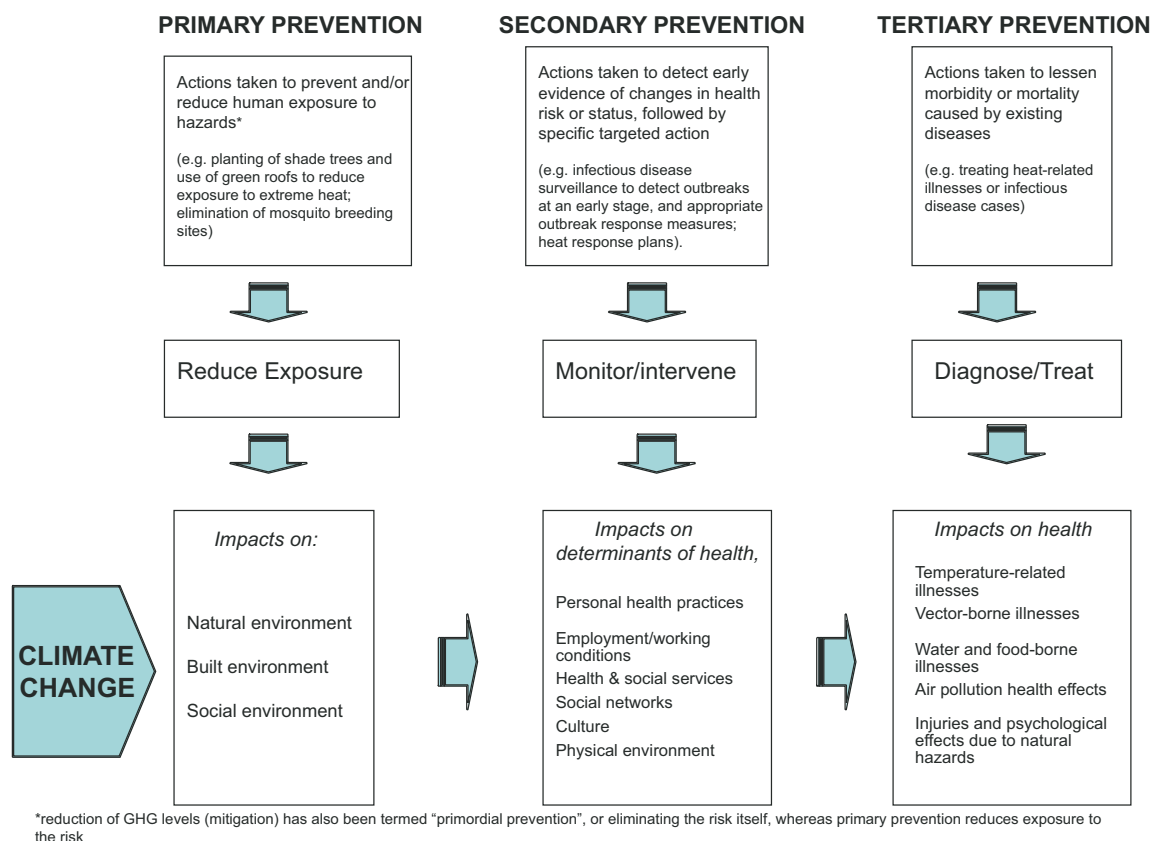 PRIMARY PREVENTION
Actions taken to prevent and/or
reduce human exposure to
hazards*
(e.g. planting of shade trees and
use of green roofs to reduce
exposure to extreme heat;
elimination of mosquito breeding
sites)
SECONDARY PREVENTION
Actions taken to detect early
evidence of changes in health
risk or status, followed by
specific targeted action
(e.g. infectious disease
surveillance to detect outbreaks
at an early stage, and appropriate
outbreak response measures;
heat response plans).
TERTIARY PREVENTION
Actions taken to lessen
morbidity or mortality
caused by existing
diseases
(e.g. treating heat-related
illnesses or infectious
disease cases)
Reduce Exposure
Monitor/intervene
Diagnose/Treat
CLIMATE
CHANGE
Impacts on:
Natural environment
Built environment
Social environment
Impacts on
determinants of health,
Personal health practices
Employment/working
conditions
Health & social services
Social networks
Culture
Physical environment
Impacts on health
Temperature-related
illnesses
Vector-borne illnesses
Water and food-borne
illnesses
Air pollution health effects
Injuries and psychological
effects due to natural
hazards
*reduction of GHG levels (mitigation) has also been termed “primordial prevention”, or eliminating the risk itself, whereas primary prevention reduces exposure to
the risk